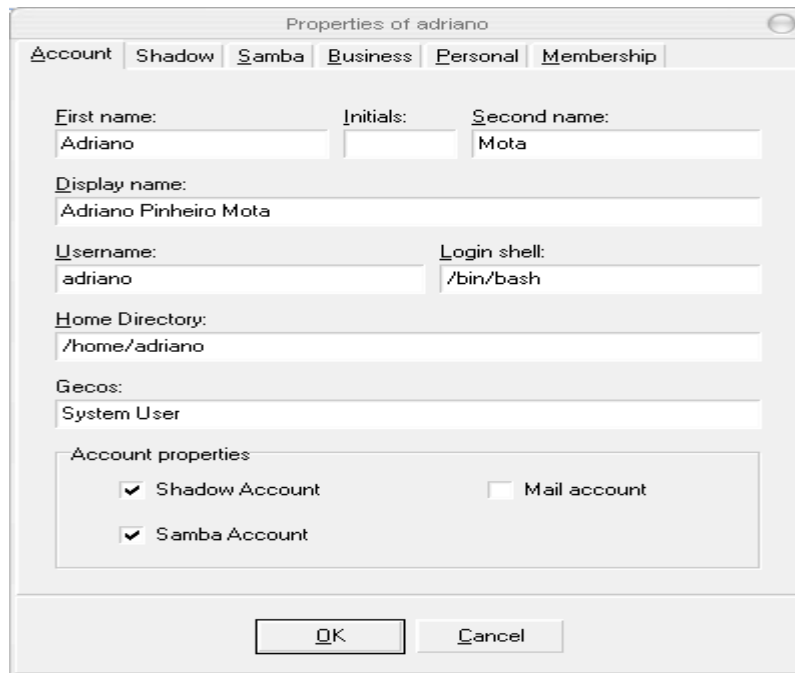 Properties of adriano
Account Shadow Samba Business Personal Membership
First name: Initials: Second name:
Adriano Mota
Display name:
Adriano Pinheiro Mota
Username: Login shell:
adriano /bin/bash
Home Directory:
/home/adriano
Gecos:
System User
Account properties
Shadow Account Mail account
Samba Account
OK Cancel